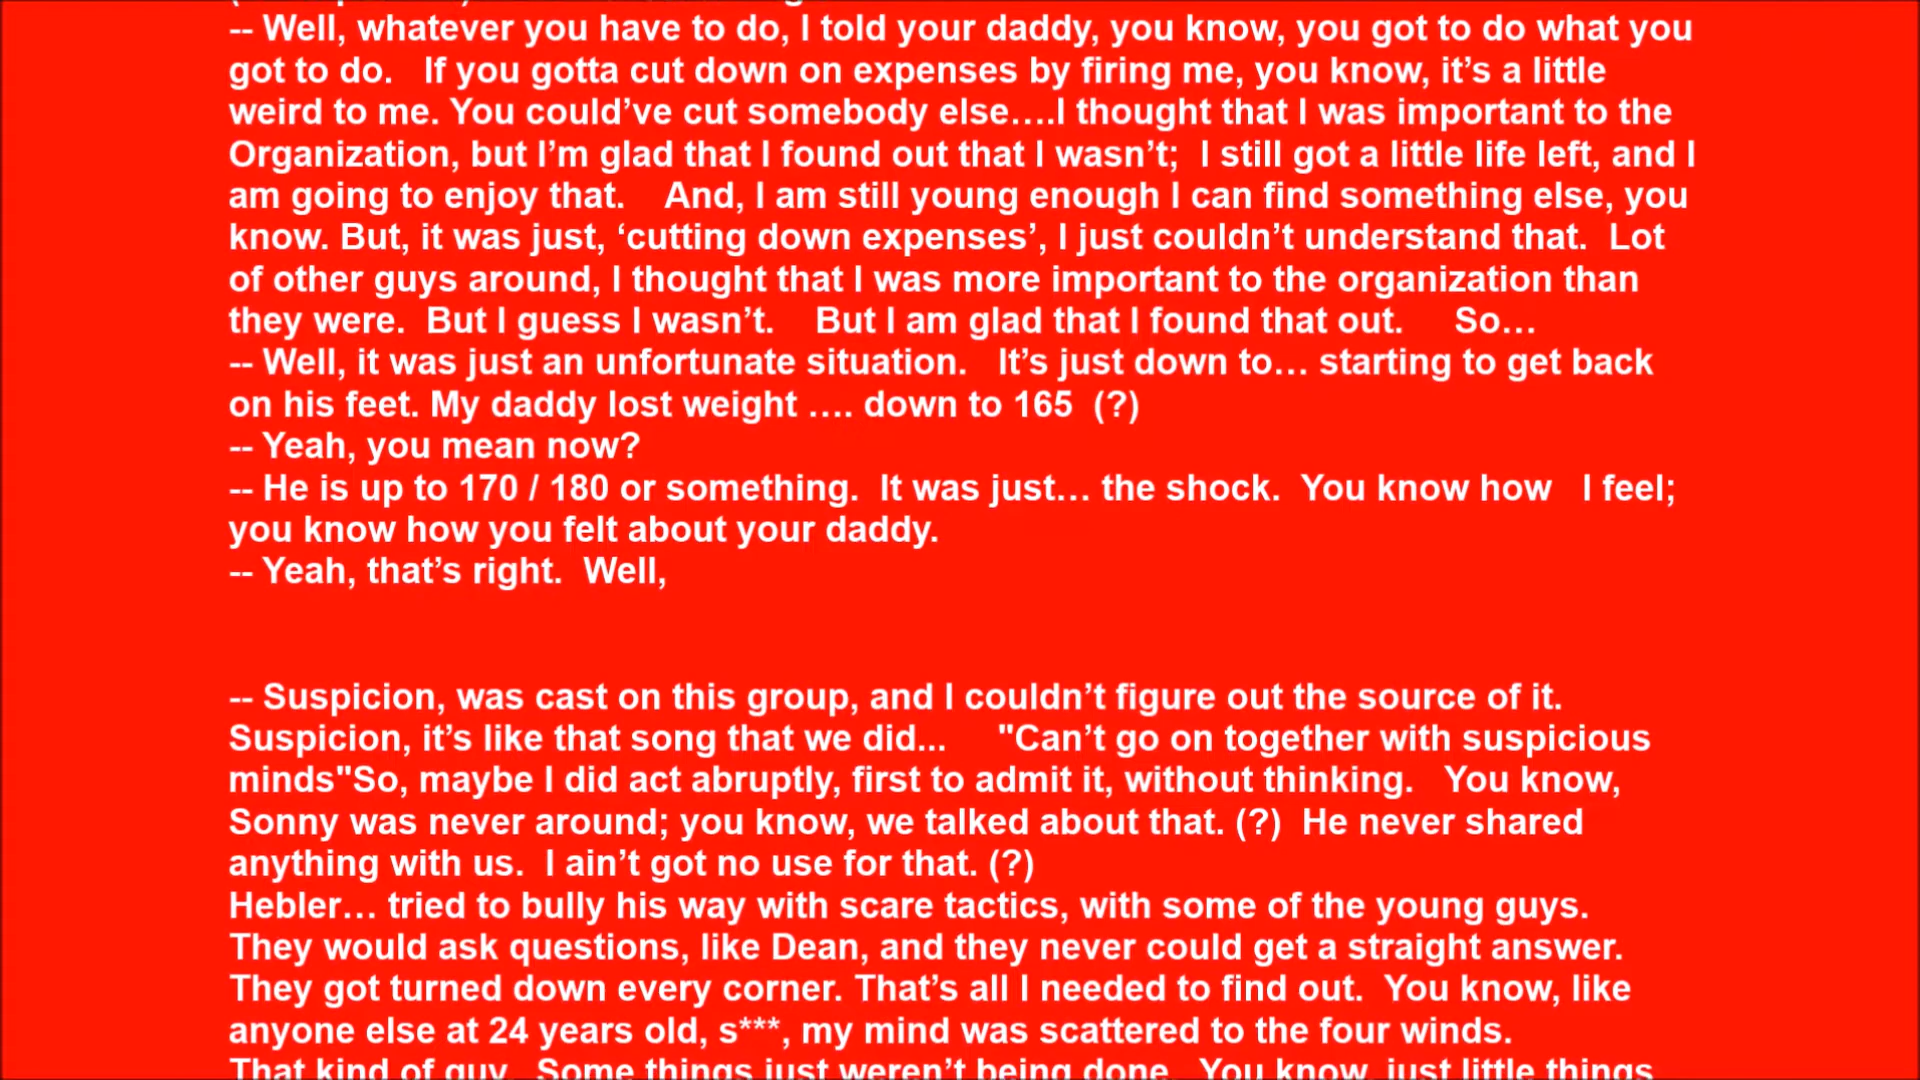 -- Well, whatever you have to do, I told your daddy, you know, you got to do what you
got to do.   If you gotta cut down on expenses by firing me, you know, it’s a little
weird to me. You could’ve cut somebody else….I thought that I was important to the
Organization, but I’m glad that I found out that I wasn’t;  I still got a little life left, and I
am going to enjoy that.    And, I am still young enough I can find something else, you
know. But, it was just, ‘cutting down expenses’, I just couldn’t understand that.  Lot
of other guys around, I thought that I was more important to the organization than
they were.  But I guess I wasn’t.    But I am glad that I found that out.     So…
-- Well, it was just an unfortunate situation.   It’s just down to… starting to get back
on his feet. My daddy lost weight …. down to 165  (?)
-- Yeah, you mean now?
-- He is up to 170 / 180 or something.  It was just… the shock.  You know how   I feel;
you know how you felt about your daddy.
-- Yeah, that’s right.  Well,
-- Suspicion, was cast on this group, and I couldn’t figure out the source of it.
Suspicion, it’s like that song that we did...     "Can’t go on together with suspicious
minds"So, maybe I did act abruptly, first to admit it, without thinking.   You know,
Sonny was never around; you know, we talked about that. (?)  He never shared
anything with us.  I ain’t got no use for that. (?)
Hebler… tried to bully his way with scare tactics, with some of the young guys.
They would ask questions, like Dean, and they never could get a straight answer.
They got turned down every corner. That’s all I needed to find out.  You know, like
anyone else at 24 years old, s***, my mind was scattered to the four winds.
That kind of guy.  Some things just weren’t being done.  You know, just little things